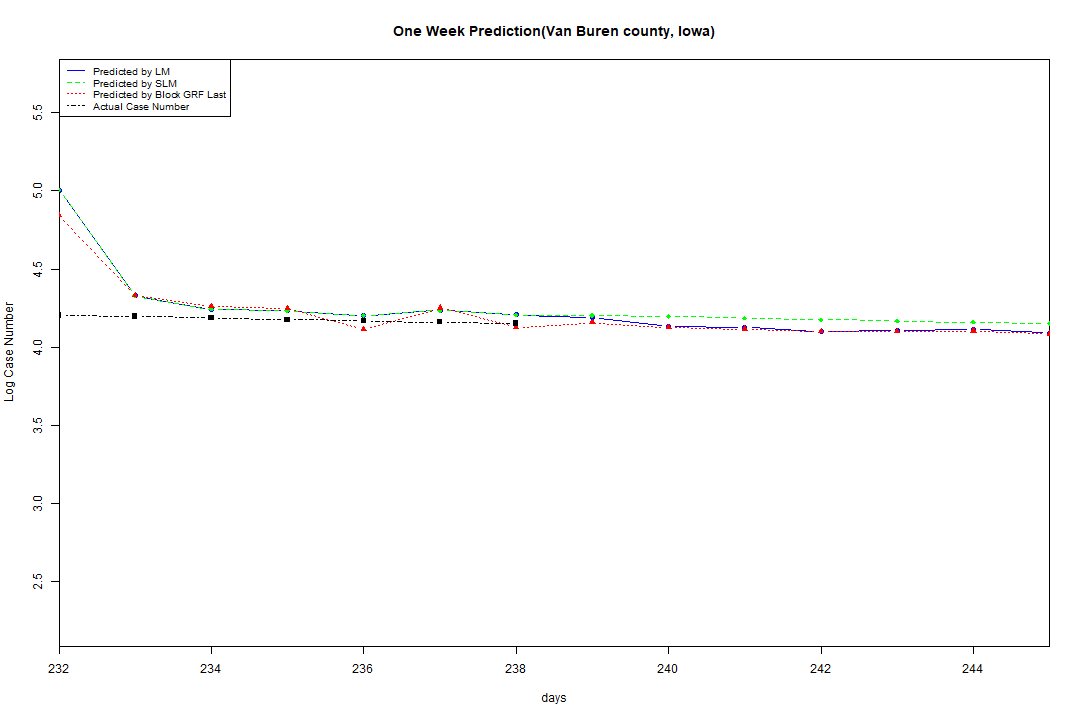 One Week Prediction(Van Buren county, Iowa)
Predicted by LM
Predicted by SLM
Predicted by Block GRF Last
Actual Case Number
5.5
5.0
4.5
4.0
3.5
3.0
2.5
Log Case Number
232 234 236 238 240 242 244
days